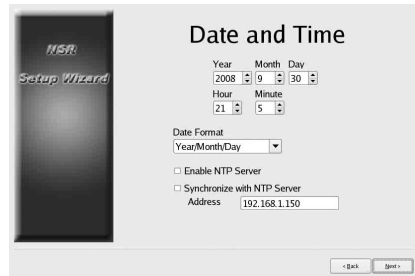 NSR
Setup Wizard
Date and Time
Year Month Day
2008 9 30
Hour Minute
21 5
Date Format
Year/Month/Day
Enable NTP Server
Synchronize with NTP Server
Address 192.168.1.150
< Back Next >